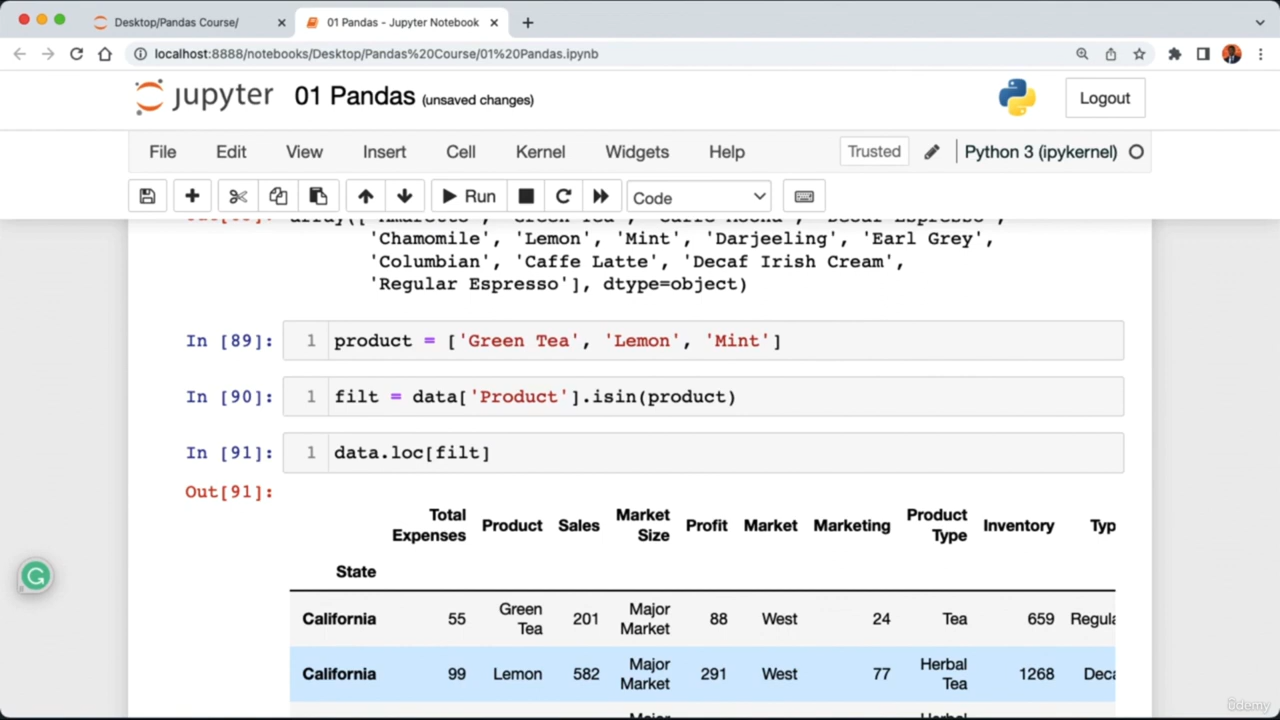 Desktop/Pandas Course/
01 Pandas - Jupyter Notebook
localhost:8888/notebooks/Desktop/Pandas%20Course/01%20Pandas.ipynb
jupyter 01 Pandas (unsaved changes)
Logout
File Edit View Insert Cell Kernel Widgets Help Trusted Python 3 (ipykernel)
Run Code
'Chamomile', 'Lemon', 'Mint', 'Darjeeling', 'Earl Grey',
'Columbian', 'Caffe Latte', 'Decaf Irish Cream',
'Regular Espresso'], dtype=object)
In [89]: 1 product = ['Green Tea', 'Lemon', 'Mint']
In [90]: 1 filt = data['Product'].isin(product)
In [91]: 1 data.loc[filt]
Out[91]:
Total Expenses Product Sales Market Size Profit Market Marketing Product Type Inventory Typ
State
California 55 Green Tea 201 Major Market 88 West 24 Tea 659 Regula
California 99 Lemon 582 Major Market 291 West 77 Herbal Tea 1268 Deca
ûdemy